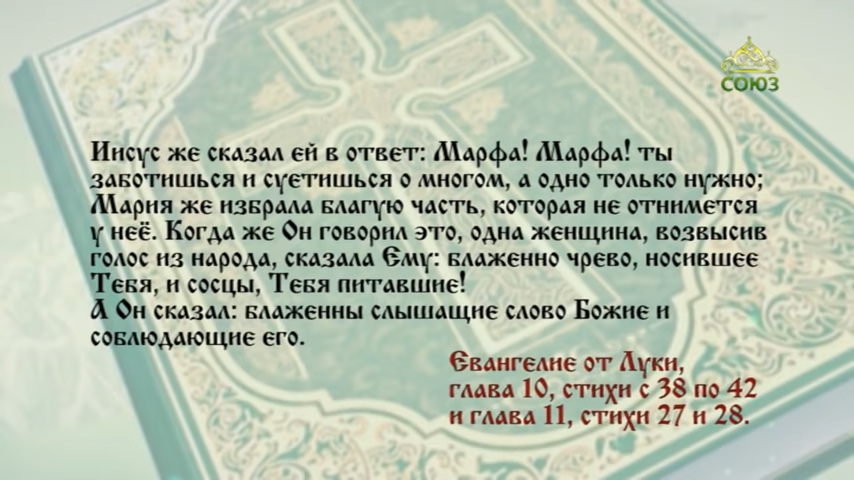 СОЮЗ
Иисус же сказал ей в ответ: Марфа! Марфа! ты
заботишься и суетишься о многом, а одно только нужно;
Мария же избрала благую часть, которая не отнимется
у неё. Когда же Он говорил это, одна женщина, возвысив
голос из народа, сказала Ему: блаженно чрево, носившее
Тебя, и сосцы, Тебя питавшие!
А Он сказал: блаженны слышащие слово Божие и
соблюдающие его.
Евангелие от Луки,
глава 10, стихи с 38 по 42
и глава 11, стихи 27 и 28.